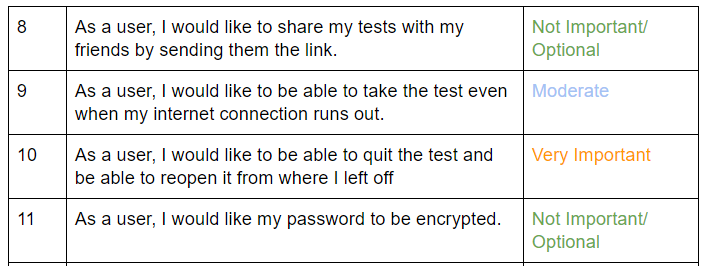 8
As a user, I would like to share my tests with my
friends by sending them the link.
Not Important/
Optional
9
As a user, I would like to be able to take the test even
when my internet connection runs out.
Moderate
10
As a user, I would like to be able to quit the test and
be able to reopen it from where I left off
Very Important
11
As a user, I would like my password to be encrypted.
Not Important/
Optional